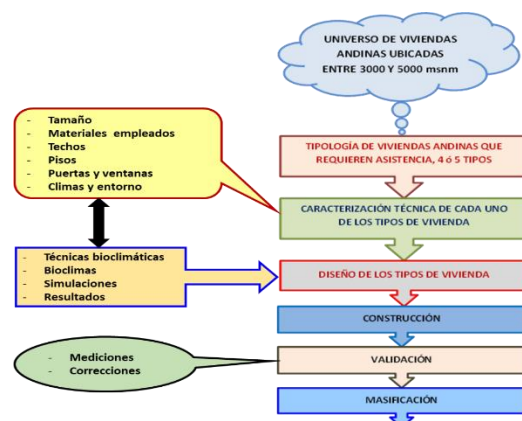 UNIVERSO DE VIVIENDAS
ANDINAS UBICADAS
ENTRE 3000 Y 5000 msnm
- Tamaño
- Materiales empleados
- Techos
- Pisos
- Puertas y ventanas
- Climas y entorno
TIPOLOGÍA DE VIVIENDAS ANDINAS QUE
REQUIEREN ASISTENCIA, 4 ó 5 TIPOS
CARACTERIZACIÓN TÉCNICA DE CADA UNO
DE LOS TIPOS DE VIVIENDA
- Técnicas bioclimáticas
- Bioclimas
- Simulaciones
- Resultados
DISEÑO DE LOS TIPOS DE VIVIENDA
CONSTRUCCIÓN
- Mediciones
- Correcciones
VALIDACIÓN
MASIFICACIÓN